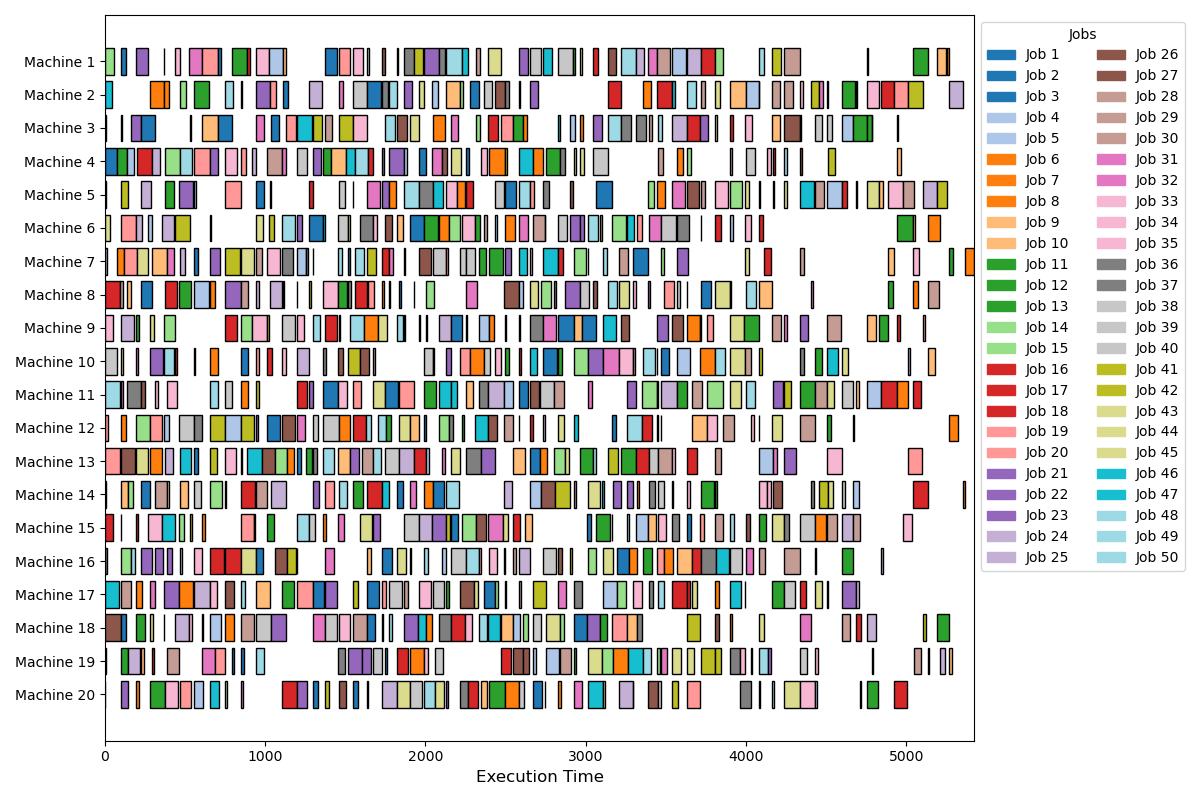 Machine 1
Machine 2
Machine 3
Machine 4
Machine 5
Machine 6
Machine 7
Machine 8
Machine 9
Machine 10
Machine 11
Machine 12
Machine 13
Machine 14
Machine 15
Machine 16
Machine 17
Machine 18
Machine 19
Machine 20
0 1000 2000 3000 4000 5000
Execution Time
Jobs
Job 1 Job 26
Job 2 Job 27
Job 3 Job 28
Job 4 Job 29
Job 5 Job 30
Job 6 Job 31
Job 7 Job 32
Job 8 Job 33
Job 9 Job 34
Job 10 Job 35
Job 11 Job 36
Job 12 Job 37
Job 13 Job 38
Job 14 Job 39
Job 15 Job 40
Job 16 Job 41
Job 17 Job 42
Job 18 Job 43
Job 19 Job 44
Job 20 Job 45
Job 21 Job 46
Job 22 Job 47
Job 23 Job 48
Job 24 Job 49
Job 25 Job 50